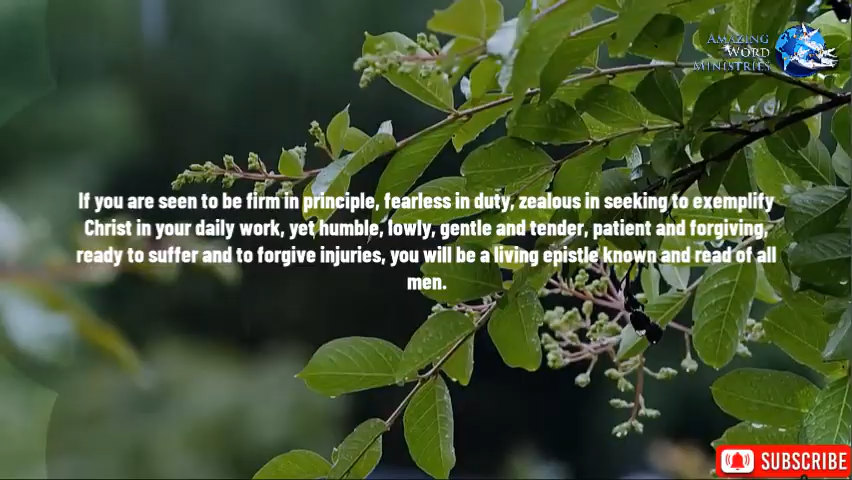 AMAZING
WORD
MINISTRIES
If you are seen to be firm in principle, fearless in duty, zealous in seeking to exemplify
Christ in your daily work, yet humble, lowly, gentle and tender, patient and forgiving,
ready to suffer and to forgive injuries, you will be a living epistle known and read of all
men.
SUBSCRIBE